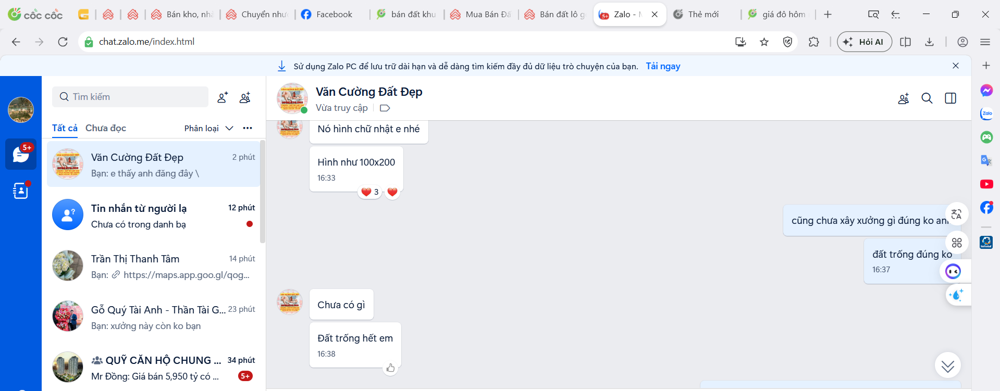 cốc cốc
Bán kho, nhà
Chuyển như
Facebook
bán đất khu
Mua Bán Đấ
Bán đất lô g
5+
Zalo - 
Thẻ mới
giá đô hôm
chat.zalo.me/index.html
Hỏi AI
Sử dụng Zalo PC để lưu trữ dài hạn và dễ dàng tìm kiếm đầy đủ dữ liệu trò chuyện của bạn. Tải ngay
Tìm kiếm
Tất cả
Chưa đọc
Phân loại
5+
Văn Cường Đất Đẹp
2 phút
Bạn: e thấy anh đăng đây \
Tin nhắn từ người lạ
12 phút
Chưa có trong danh bạ
Trần Thị Thanh Tâm
14 phút
Bạn: https://maps.app.goo.gl/qog...
Gỗ Quý Tài Anh - Thần Tài G...
23 phút
Bạn: xưởng này còn ko bạn
QUỸ CĂN HỘ CHUNG ...
34 phút
Mr Đồng: Giá bán 5,950 tỷ có ...
5+
Văn Cường Đất Đẹp
Vừa truy cập
Nó hình chữ nhật e nhé
Hình như 100x200
16:33
3
cũng chưa xây xưởng gì đúng ko anh
đất trống đúng ko
16:37
Chưa có gì
Đất trống hết em
16:38
Zalo